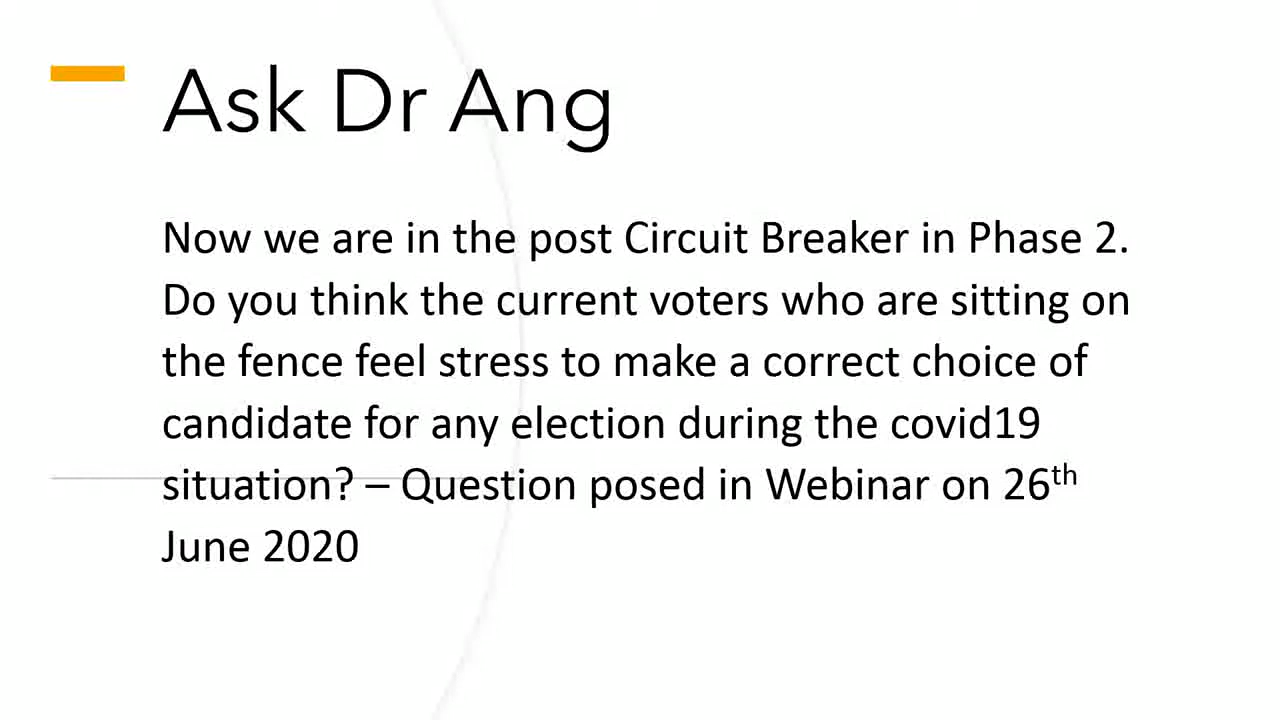 Ask Dr Ang
Now we are in the post Circuit Breaker in Phase 2.
Do you think the current voters who are sitting on
the fence feel stress to make a correct choice of
candidate for any election during the covid19
situation? – Question posed in Webinar on 26th
June 2020